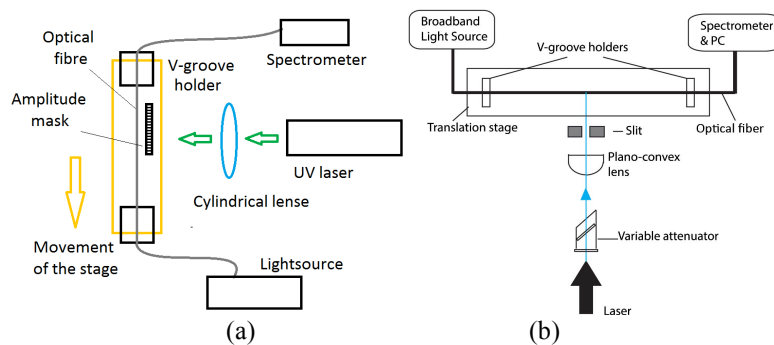 Optical
fibre
Amplitude
mask
V-groove
holder
Spectrometer
UV laser
Cylindrical lense
Movement
of the stage
Lightsource
(a)
Broadband
Light Source
Spectrometer
& PC
V-groove holders
Translation stage
Optical fiber
Slit
Plano-convex
lens
Variable attenuator
Laser
(b)